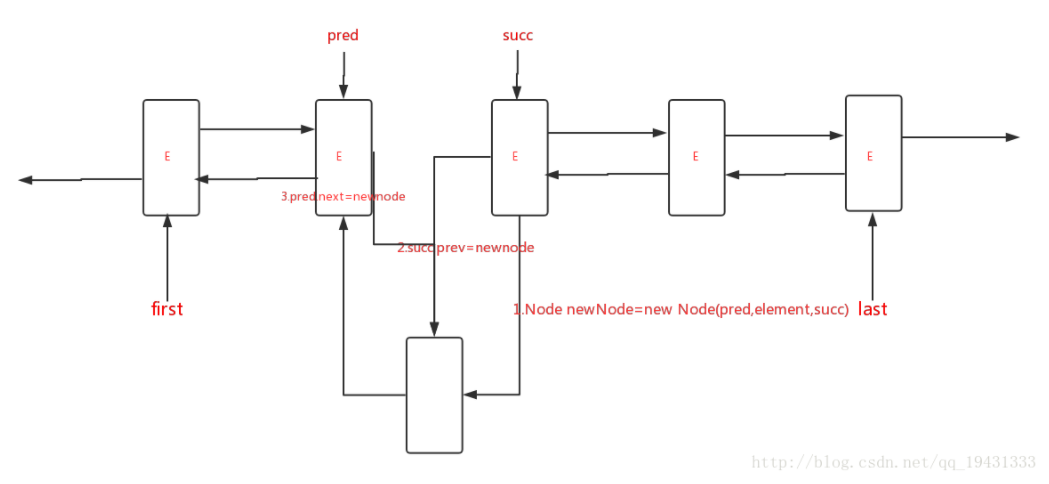 pred
succ
E
E
E
E
E
3.pred.next=newnode
2.succ.prev=newnode
first
1.Node newNode=new Node(pred,element,succ)
last
http://blog.csdn.net/qq_19431333